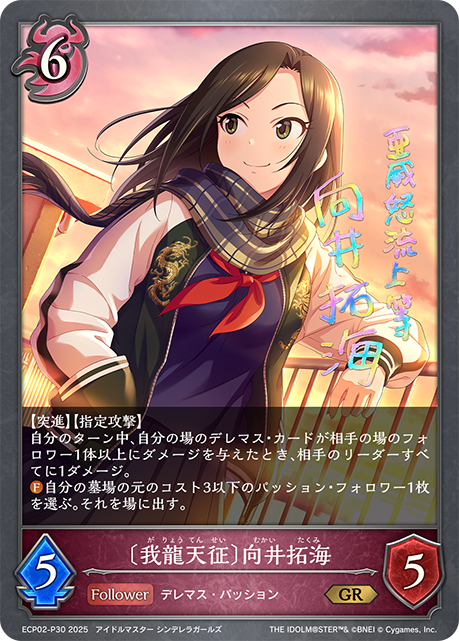 6
亜威怒流上等
向井拓海
【突進】【指定攻撃】
自分のターン中、自分の場のデレマス・カードが相手の場のフォ
ロワー1体以上にダメージを与えたとき、相手のリーダーすべ
てに1ダメージ。
F自分の墓場の元のコスト3以下のパッション・フォロワー1枚
を選ぶ。それを場に出す。
がりょうてんせい むかい たくみ
〔我龍天征〕向井拓海
5
Follower デレマス・パッション GR
5
ECP02-P30 2025 アイドルマスター シンデレラガールズ THE IDOLM@STER™& ©BNEI © Cygames, Inc.